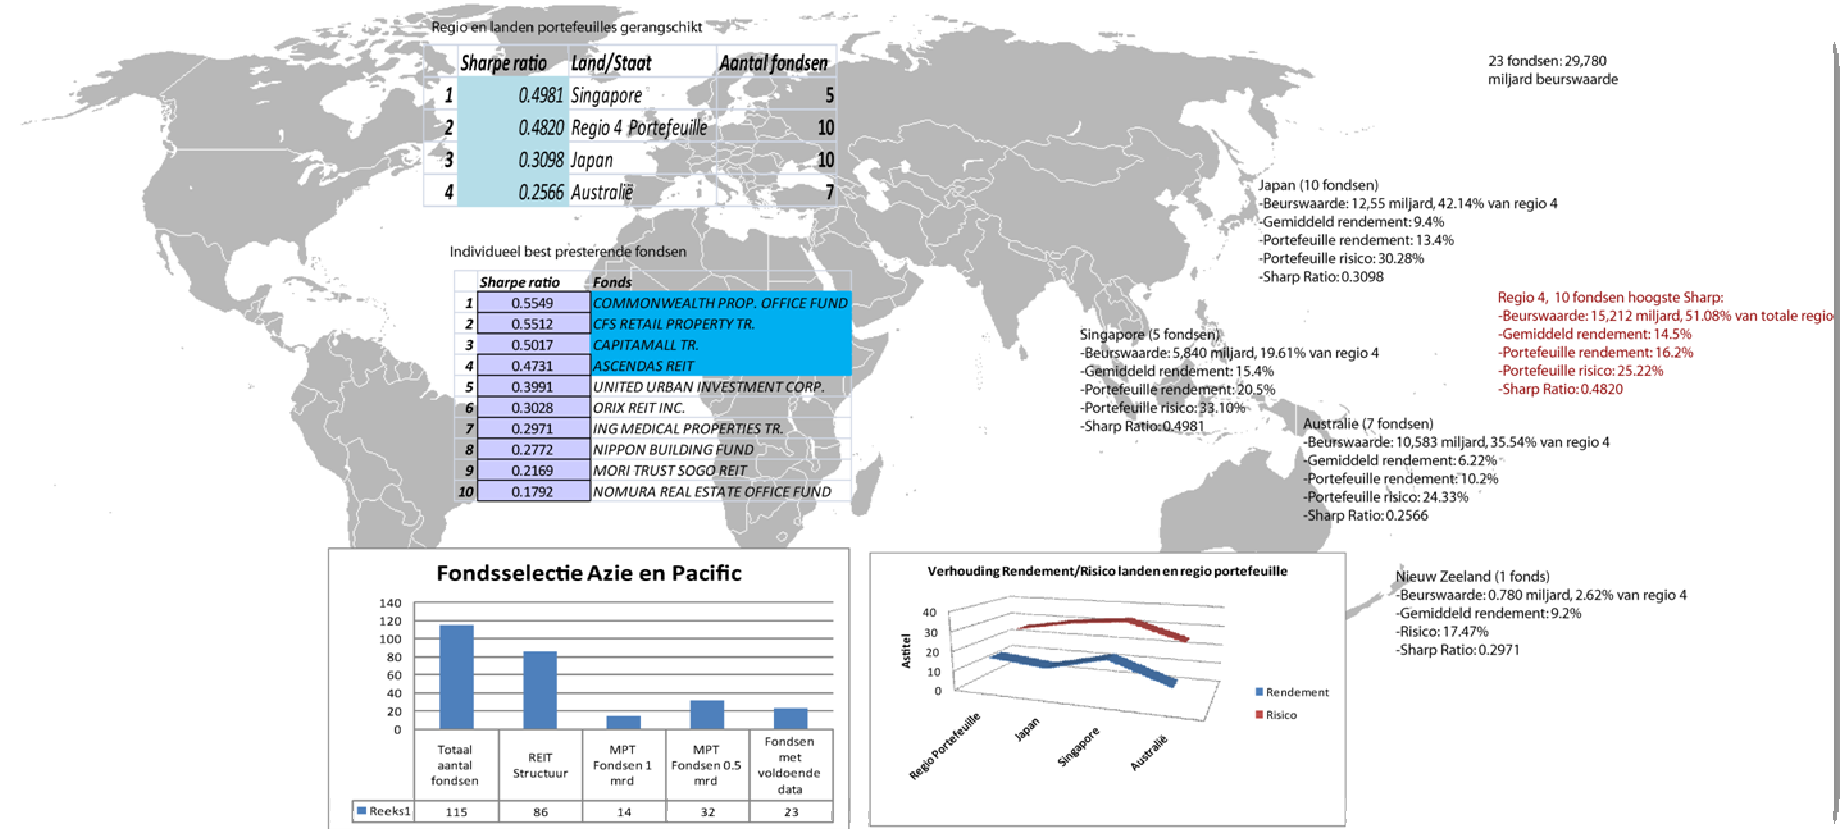 Regio en landen portefeuilles gerangschikt
Sharpe ratio Land/Staat Aantal fondsen
1 0.4981 Singapore 5
2 0.4820 Regio 4 Portefeuille 10
3 0.3098 Japan 10
4 0.2566 Australië 7
Individueel best presterende fondsen
Sharpe ratio Fonds
1 0.5549 COMMONWEALTH PROP. OFFICE FUND
2 0.5512 CFS RETAIL PROPERTY TR.
3 0.5017 CAPITAMALL TR.
4 0.4731 ASCENDAS REIT
5 0.3991 UNITED URBAN INVESTMENT CORP.
6 0.3028 ORIX REIT INC.
7 0.2971 ING MEDICAL PROPERTIES TR.
8 0.2772 NIPPON BUILDING FUND
9 0.2169 MORI TRUST SOGO REIT
10 0.1792 NOMURA REAL ESTATE OFFICE FUND
23 fondsen: 29,780
miljard beurswaarde
Japan (10 fondsen)
-Beurswaarde: 12,55 miljard, 42.14% van regio 4
-Gemiddeld rendement: 9.4%
-Portefeuille rendement: 13.4%
-Portefeuille risico: 30.28%
-Sharp Ratio: 0.3098
Regio 4, 10 fondsen hoogste Sharp:
-Beurswaarde: 15,212 miljard, 51.08% van totale regio
-Gemiddeld rendement: 14.5%
-Portefeuille rendement: 16.2%
-Portefeuille risico: 25.22%
-Sharp Ratio: 0.4820
Singapore (5 fondsen)
-Beurswaarde: 5,840 miljard, 19.61% van regio 4
-Gemiddeld rendement: 15.4%
-Portefeuille rendement: 20.5%
-Portefeuille risico: 33.10%
-Sharp Ratio: 0.4981
Australie (7 fondsen)
-Beurswaarde: 10,583 miljard, 35.54% van regio 4
-Gemiddeld rendement: 6.22%
-Portefeuille rendement: 10.2%
-Portefeuille risico: 24.33%
-Sharp Ratio: 0.2566
Nieuw Zeeland (1 fonds)
-Beurswaarde: 0.780 miljard, 2.62% van regio 4
-Gemiddeld rendement: 9.2%
-Risico: 17.47%
-Sharp Ratio: 0.2971
Fondsselectie Azie en Pacific
140
120
100
80
60
40
20
0
Totaal aantal fondsen
REIT Structuur
MPT Fondsen 1 mrd
MPT Fondsen 0.5 mrd
Fondsen met voldoende data
Reeks1 115 86 14 32 23
Verhouding Rendement/Risico landen en regio portefeuille
Astitel
40
30
20
10
0
Regio Portefeuille
Japan
Singapore
Australië
Rendement
Risico